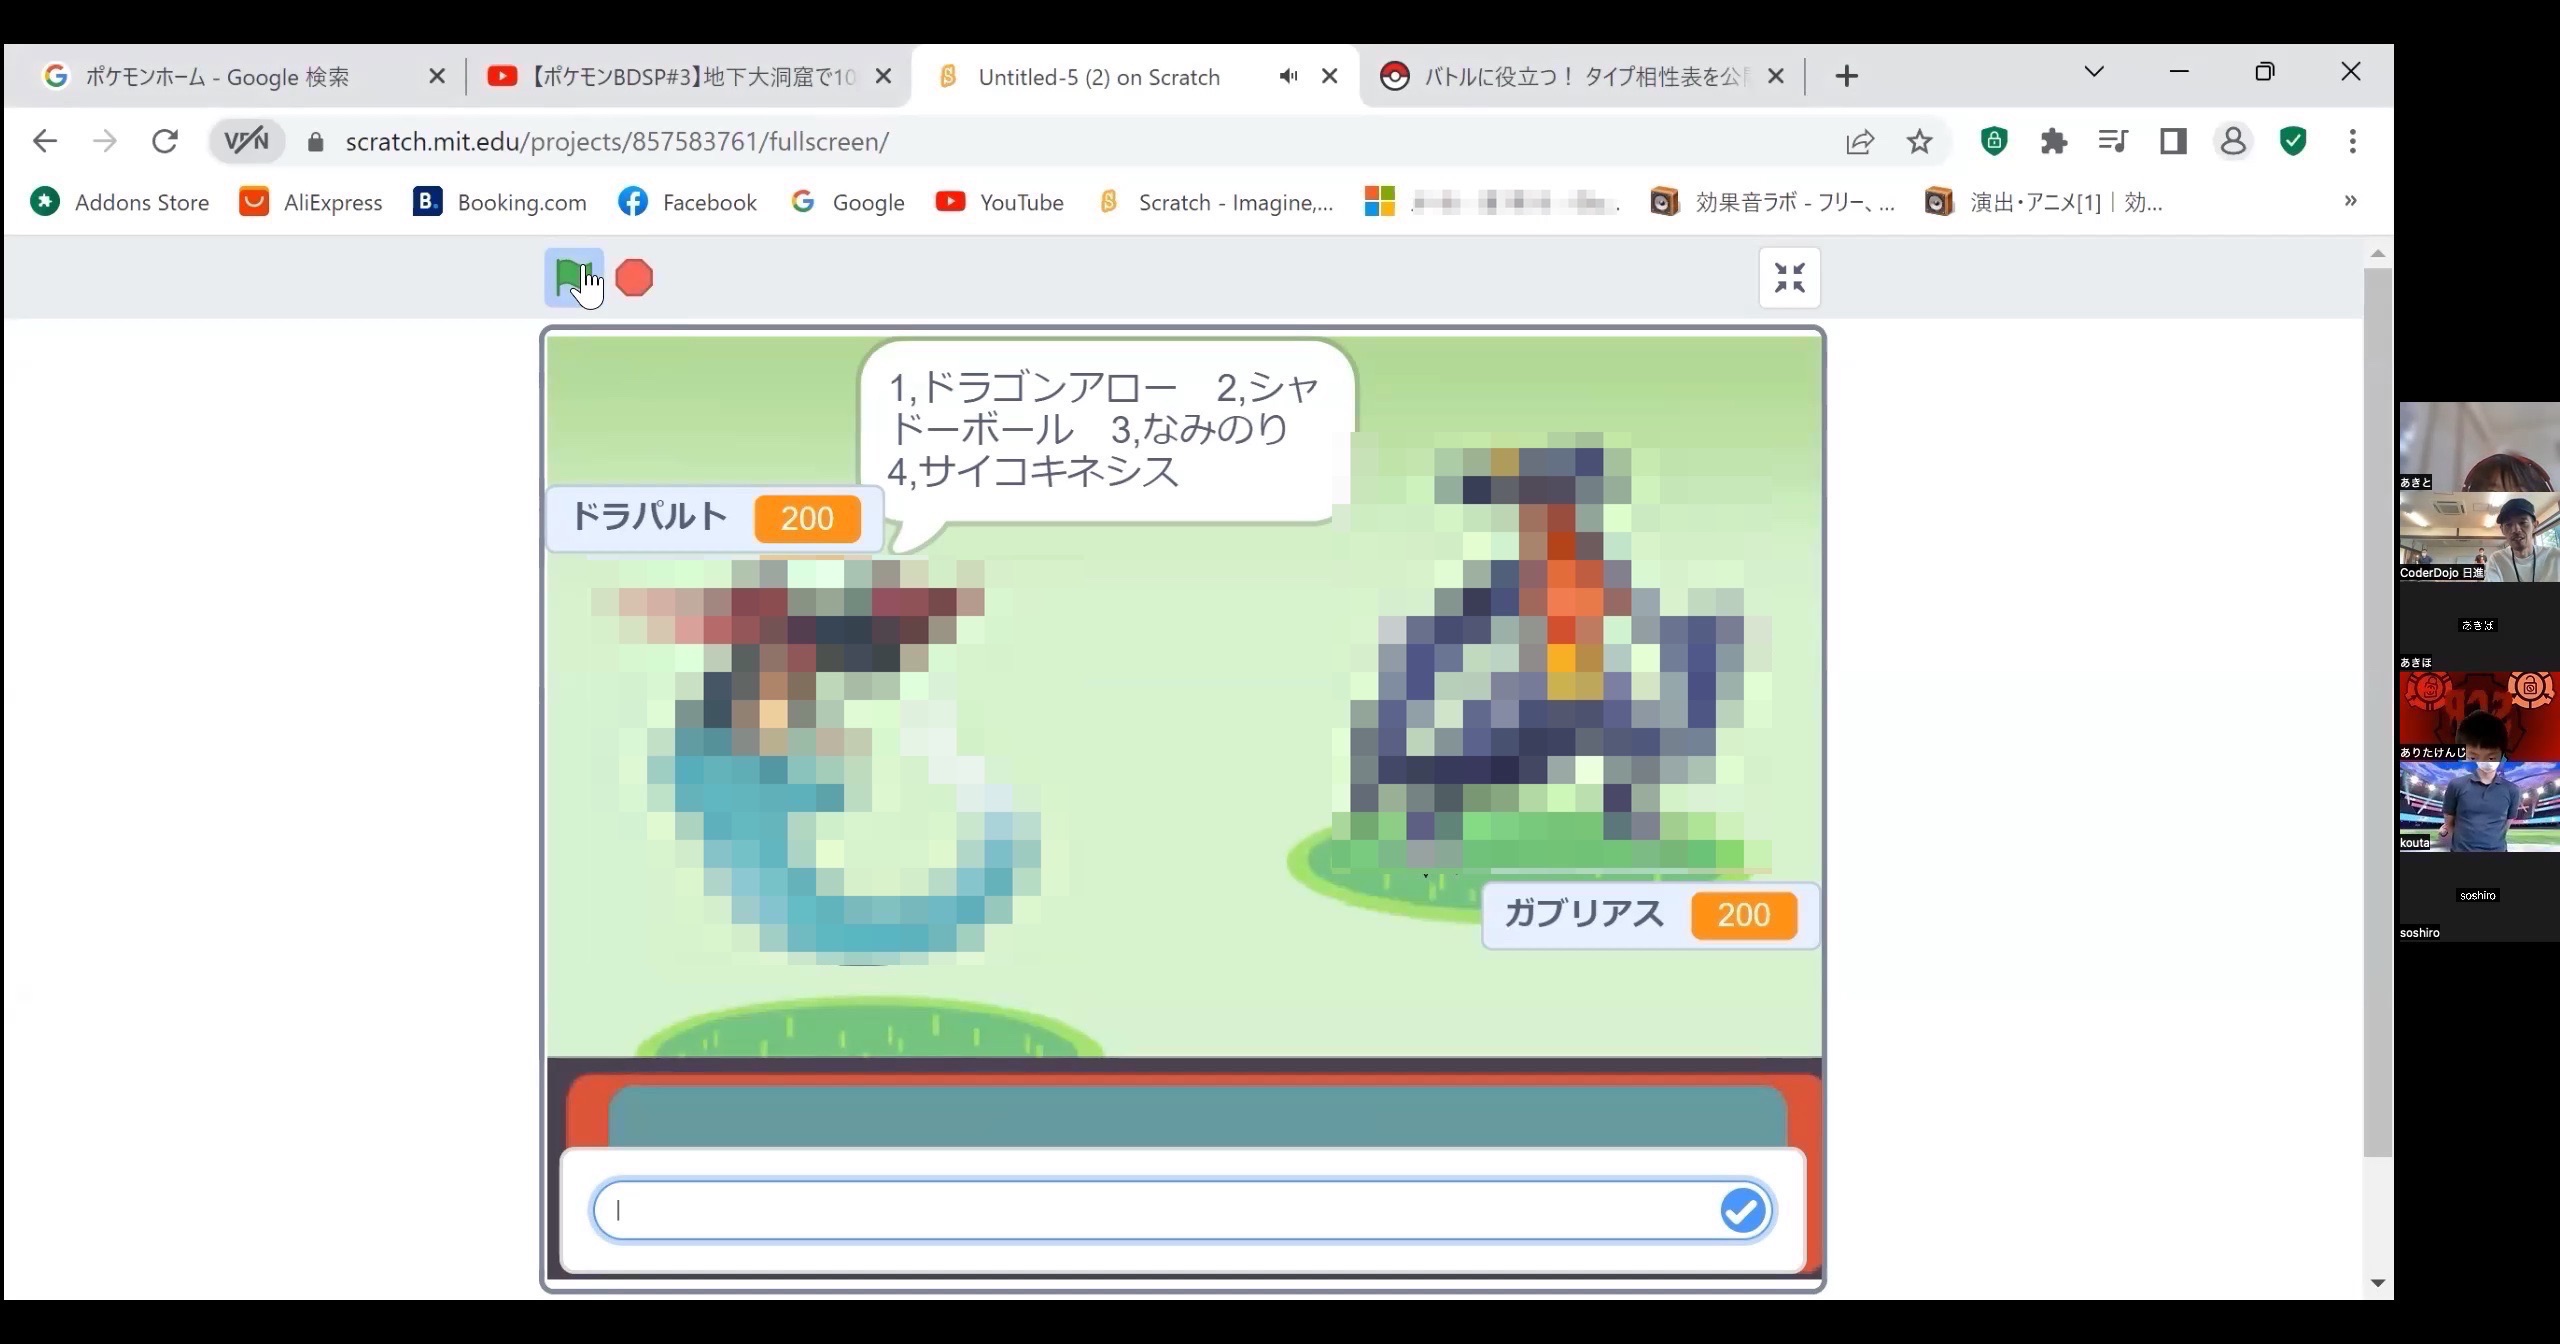 ポケモンホーム - Google 検索
【ポケモンBDSP#3】地下大洞窟で10
Untitled-5 (2) on Scratch
バトルに役立つ！ タイプ相性表を公
VPN
scratch.mit.edu/projects/857583761/fullscreen/
Addons Store
AliExpress
B.
Booking.com
Facebook
Google
YouTube
Scratch - Imagine,...
効果音ラボ - フリー、...
演出・アニメ[1]｜効...
»
1,ドラゴンアロー　2,シャ
ドーボール　3,なみのり
4,サイコキネシス
ドラパルト 200
ガブリアス 200
あきと
CoderDojo 日進
あきば
あきほ
ありたけんじ
kouta
soshiro
soshiro